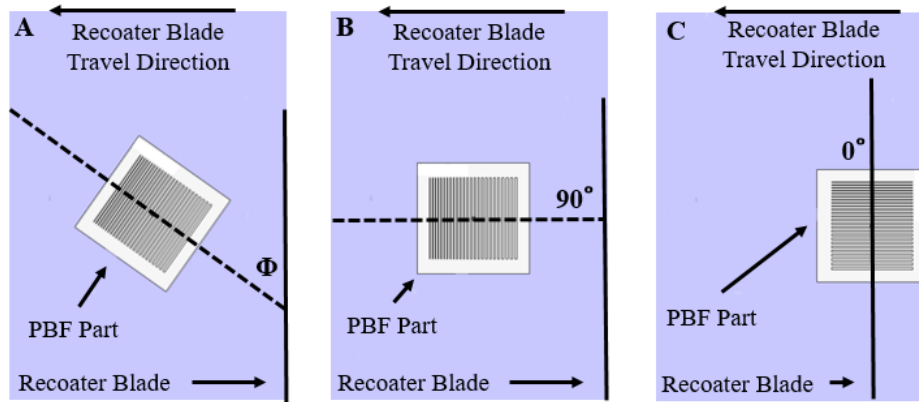 A
Recoater Blade
Travel Direction
Φ
PBF Part
Recoater Blade
B
Recoater Blade
Travel Direction
90°
PBF Part
Recoater Blade
C
Recoater Blade
Travel Direction
0°
PBF Part
Recoater Blade